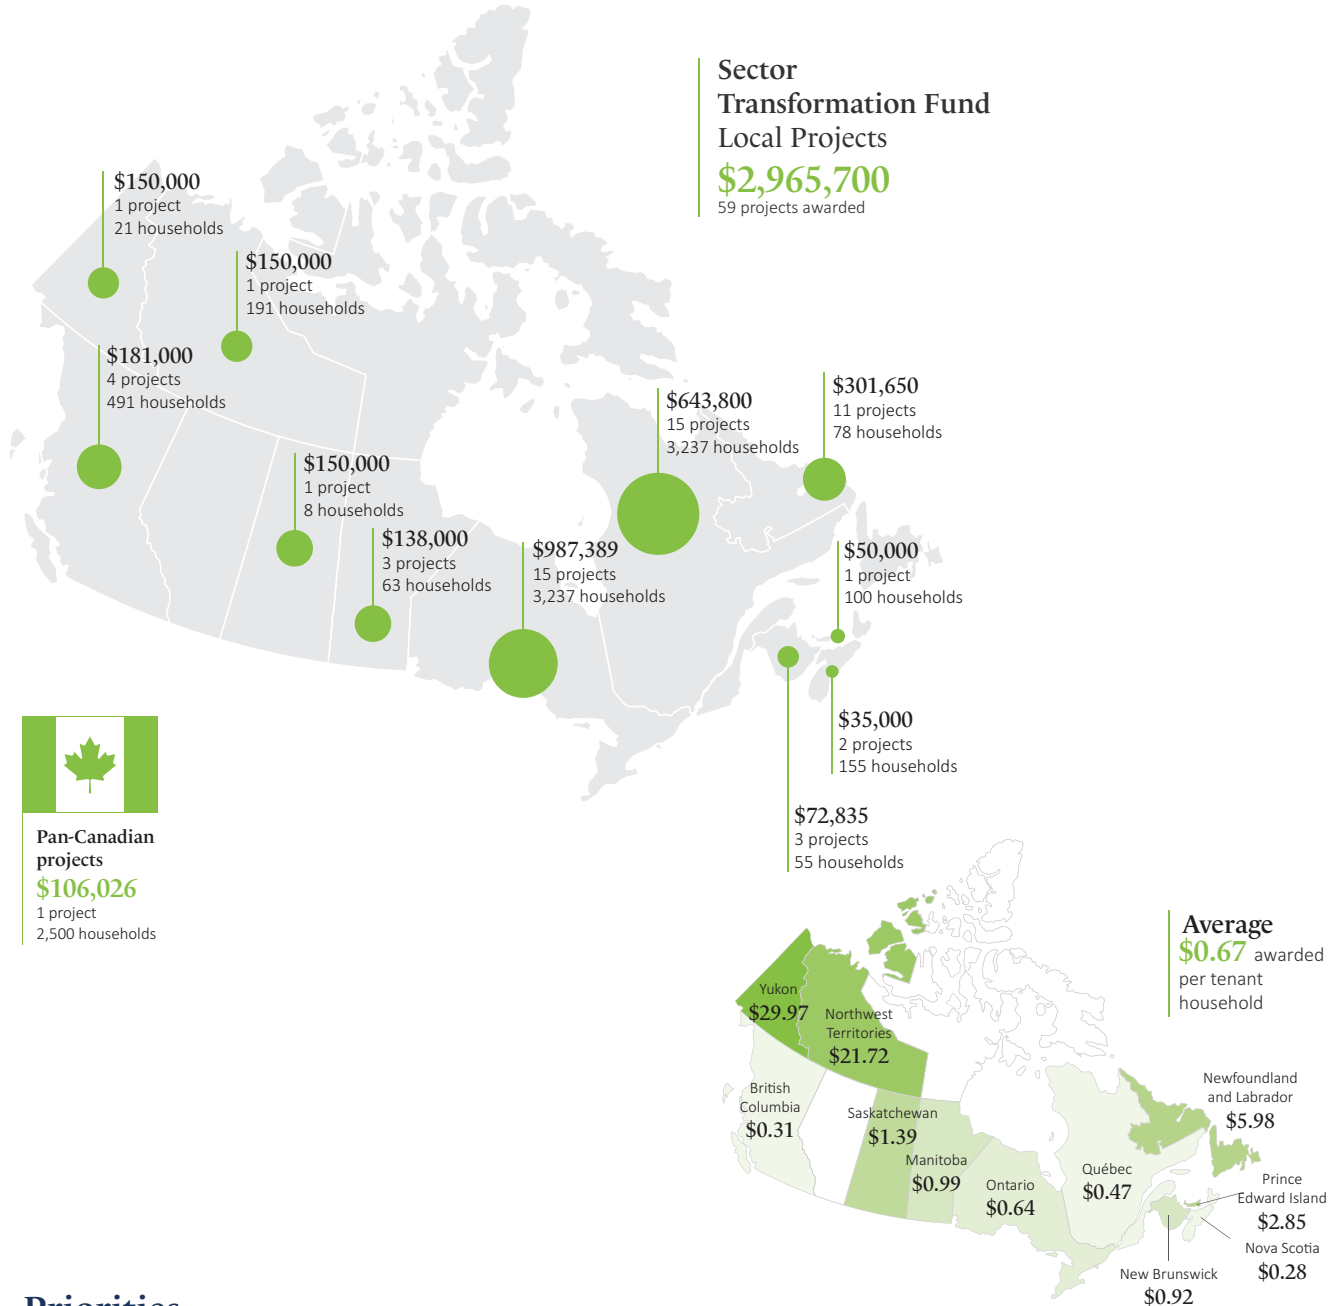 Sector
Transformation Fund
Local Projects
$2,965,700
59 projects awarded
$150,000
1 project
21 households
$150,000
1 project
191 households
$181,000
4 projects
491 households
$643,800
15 projects
3,237 households
$301,650
11 projects
78 households
$150,000
1 project
8 households
$138,000
3 projects
63 households
$987,389
15 projects
3,237 households
$50,000
1 project
100 households
$35,000
2 projects
155 households
$72,835
3 projects
55 households
Pan-Canadian
projects
$106,026
1 project
2,500 households
Average
$0.67 awarded
per tenant
household
Yukon
$29.97
Northwest
Territories
$21.72
British
Columbia
$0.31
Saskatchewan
$1.39
Manitoba
$0.99
Ontario
$0.64
Québec
$0.47
Newfoundland
and Labrador
$5.98
Prince
Edward Island
$2.85
Nova Scotia
$0.28
New Brunswick
$0.92
Priorities